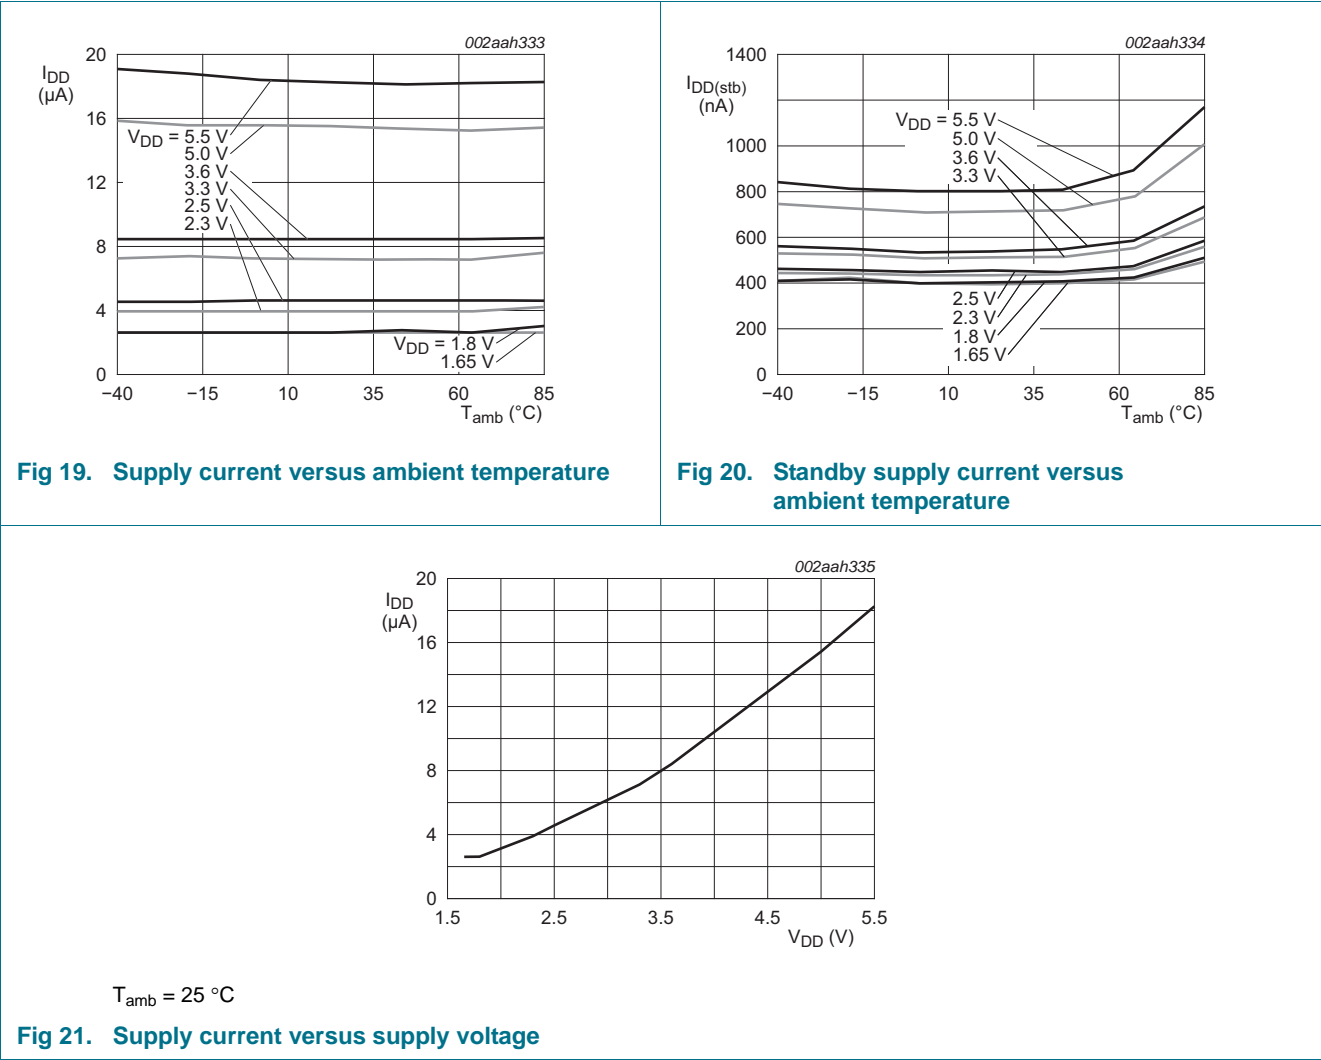 002aah333
20
16
12
8
4
0
IDD
(μA)
VDD = 5.5 V
5.0 V
3.6 V
3.3 V
2.5 V
2.3 V
VDD = 1.8 V
1.65 V
−40 −15 10 35 60 85
Tamb (°C)
Fig 19. Supply current versus ambient temperature
002aah334
1400
1000
800
600
400
200
0
IDD(stb)
(nA)
VDD = 5.5 V
5.0 V
3.6 V
3.3 V
2.5 V
2.3 V
1.8 V
1.65 V
−40 −15 10 35 60 85
Tamb (°C)
Fig 20. Standby supply current versus
ambient temperature
002aah335
20
16
12
8
4
0
IDD
(μA)
1.5 2.5 3.5 4.5 5.5
VDD (V)
Tamb = 25 °C
Fig 21. Supply current versus supply voltage